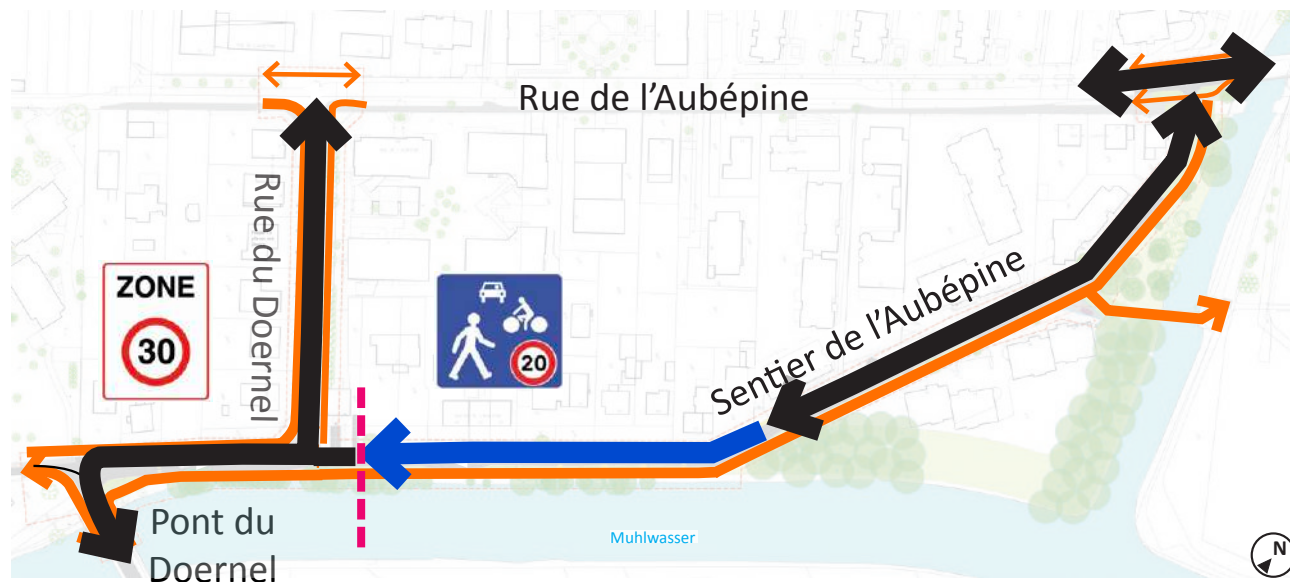 Rue de l'Aubépine
Rue du Doernel
ZONE
30
20
Sentier de l'Aubépine
Pont du
Doernel
Muhlwasser
N